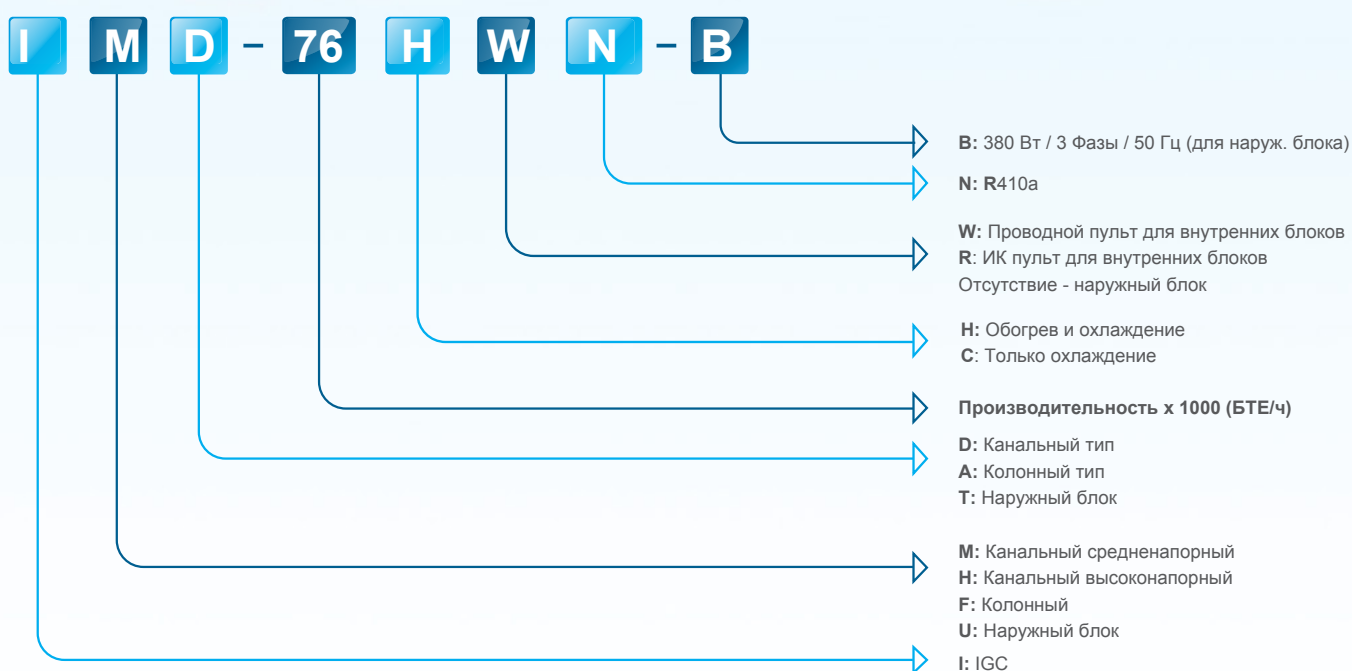 I M D - 76 H W N - B
B: 380 Вт / 3 Фазы / 50 Гц (для наруж. блока)
N: R410a
W: Проводной пульт для внутренних блоков
R: ИК пульт для внутренних блоков
Отсутствие - наружный блок
H: Обогрев и охлаждение
C: Только охлаждение
Производительность x 1000 (БТЕ/ч)
D: Канальный тип
A: Колонный тип
T: Наружный блок
M: Канальный средненапорный
H: Канальный высоконапорный
F: Колонный
U: Наружный блок
I: IGC